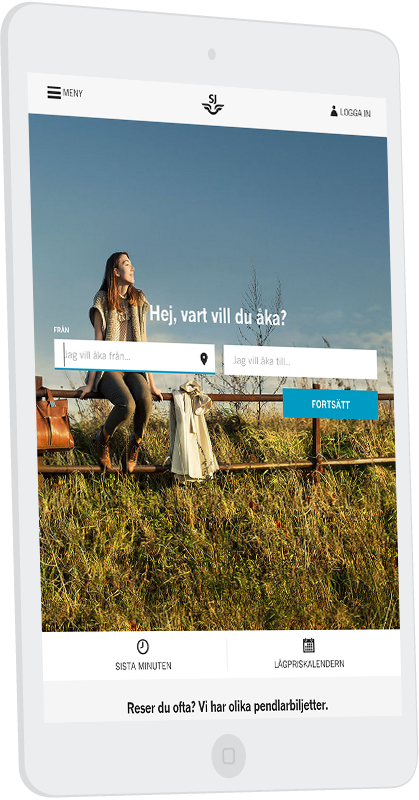 MENY
SJ
LOGGA IN
Hej, vart vill du åka?
FRÅN
Jag vill åka från...
Jag vill åka till...
FORTSÄTT
SISTA MINUTEN
LÅGPRISKALENDERN
Reser du ofta? Vi har olika pendlarbiljetter.